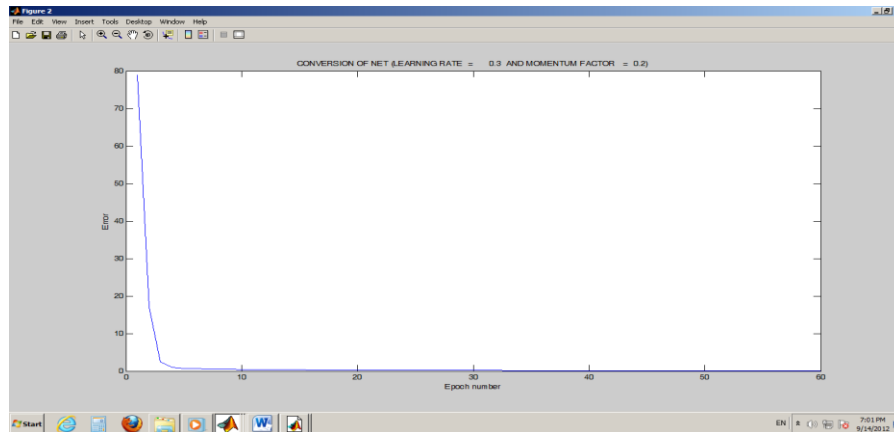 Figure 2
File Edit View Insert Tools Desktop Window Help
CONVERSION OF NET (LEARNING RATE = 0.3 AND MOMENTUM FACTOR = 0.2)
80
70
60
50
40
30
20
10
0
Error
0 10 20 30 40 50 60
Epoch number
Start
EN
7:01 PM
9/14/2012